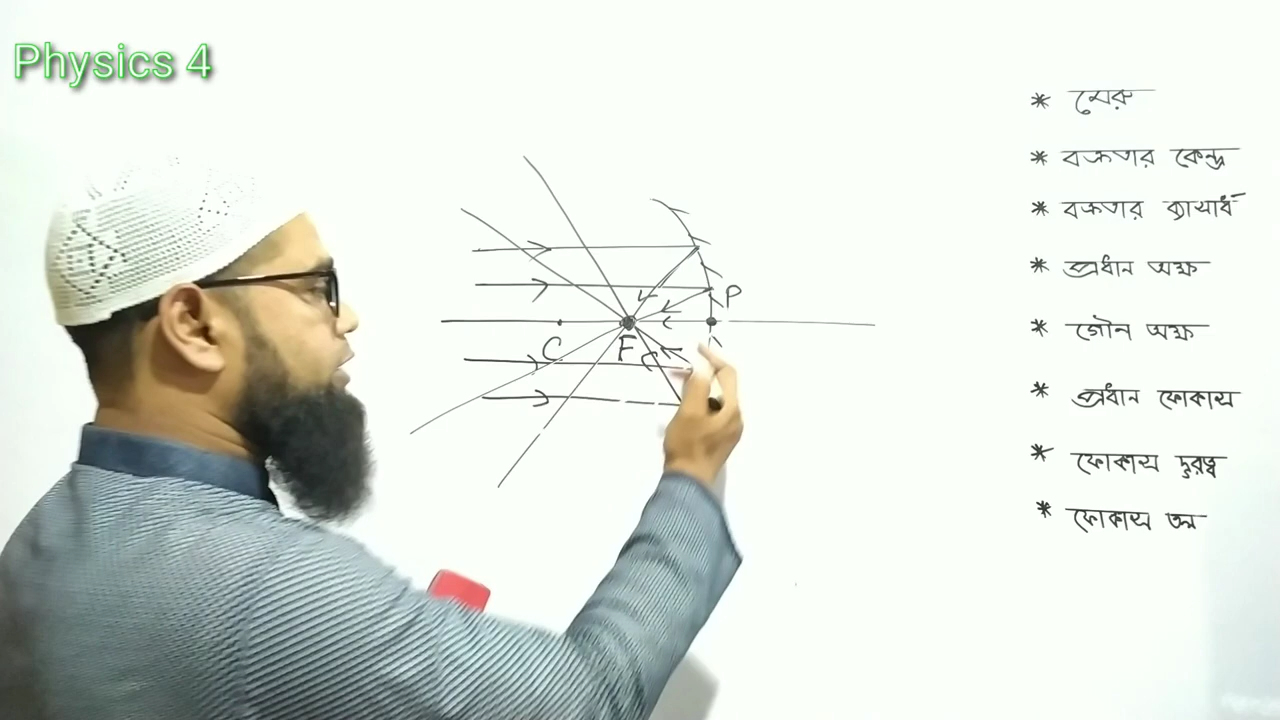 Physics 4
* মেরু
* বক্রতার কেন্দ্র
* বক্রতার ব্যাসার্ধ
* প্রধান অক্ষ
* গৌন অক্ষ
* প্রধান ফোকাস
* ফোকাস দুরত্ব
* ফোকাস তল
P
C
F